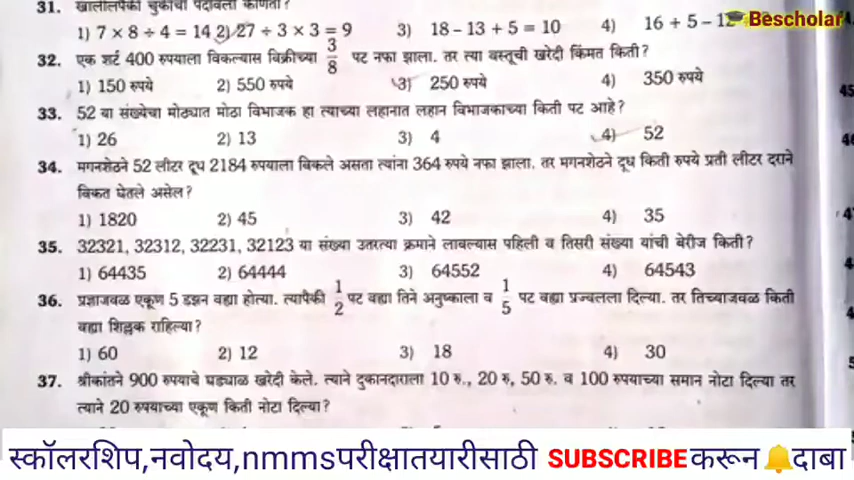 31. खालीलपैकी चुकीची पदावली कोणती?
1) 7 × 8 ÷ 4 = 14 2) 27 ÷ 3 × 3 = 9 3) 18 - 13 + 5 = 10 4) 16 + 5 - 12
Bescholar
32. एक शर्ट 400 रुपयाला विकल्यास विक्रीच्या 3/8 पट नफा झाला. तर त्या वस्तूची खरेदी किंमत किती?
1) 150 रुपये 2) 550 रुपये 3) 250 रुपये 4) 350 रुपये
33. 52 या संख्येचा मोठ्यात मोठा विभाजक हा त्याच्या लहानात लहान विभाजकाच्या किती पट आहे?
1) 26 2) 13 3) 4 4) 52
34. मगनशेठने 52 लीटर दूध 2184 रुपयाला विकले असता त्यांना 364 रुपये नफा झाला. तर मगनशेठने दूध किती रुपये प्रती लीटर दराने
विकत घेतले असेल?
1) 1820 2) 45 3) 42 4) 35
35. 32321, 32312, 32231, 32123 या संख्या उतरत्या क्रमाने लावल्यास पहिली व तिसरी संख्या यांची बेरीज किती?
1) 64435 2) 64444 3) 64552 4) 64543
36. प्रज्ञाजवळ एकूण 5 डझन वह्या होत्या. त्यापैकी 1/2 पट वह्या तिने अनुष्काला व 1/5 पट वह्या प्रज्वलला दिल्या. तर तिच्याजवळ किती
वह्या शिल्लक राहिल्या?
1) 60 2) 12 3) 18 4) 30
37. श्रीकांतने 900 रुपयाचे घड्याळ खरेदी केले. त्याने दुकानदाराला 10 रु., 20 रु., 50 रु. व 100 रुपयाच्या समान नोटा दिल्या तर
त्याने 20 रुपयाच्या एकूण किती नोटा दिल्या?
स्कॉलरशिप,नवोदय,nmmsपरीक्षातयारीसाठी SUBSCRIBE करून 🔔 दाबा